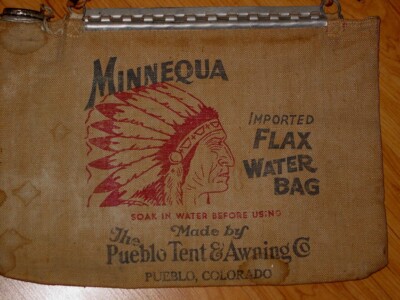 MINNEQUA
IMPORTED
FLAX
WATER
BAG
SOAK IN WATER BEFORE USING
Made by
The Pueblo Tent & Awning Co
PUEBLO, COLORADO